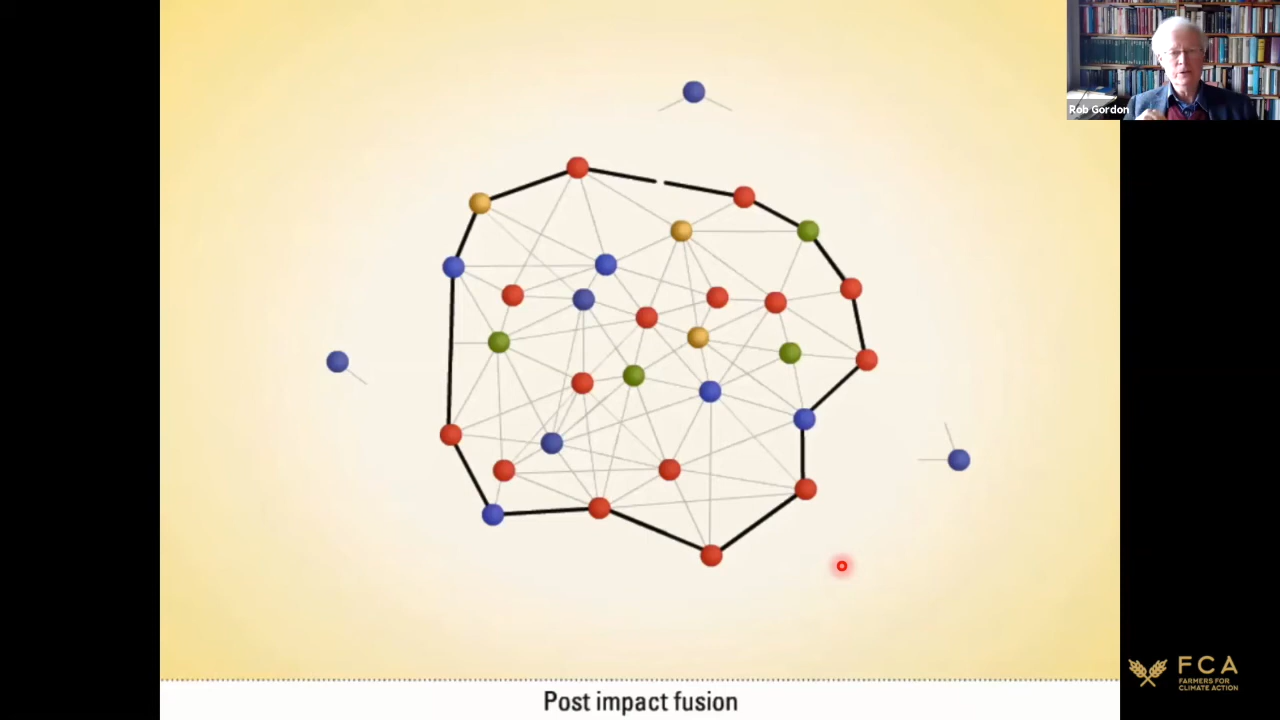 Rob Gordon
FCA
FARMERS FOR
CLIMATE ACTION
Post impact fusion